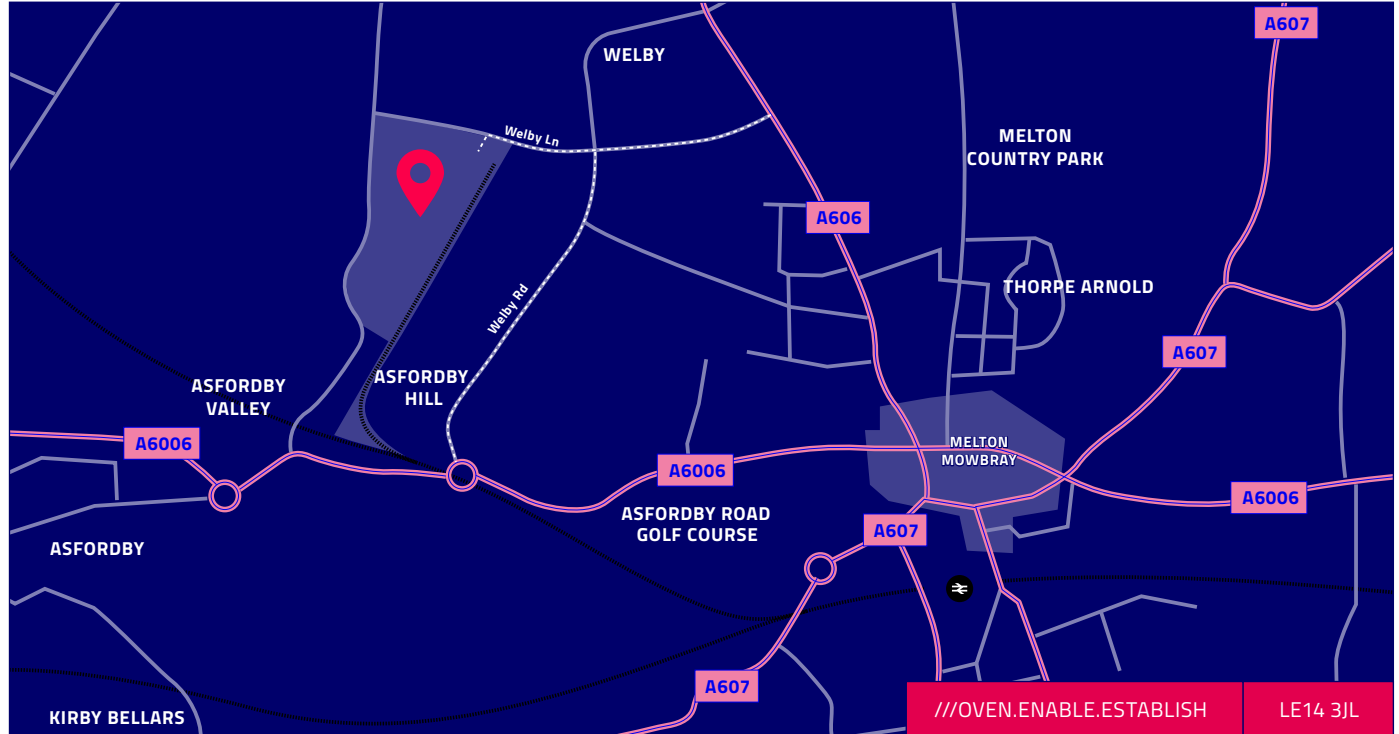 A607
WELBY
Welby Ln
MELTON
COUNTRY PARK
A606
THORPE ARNOLD
Welby Rd
A607
ASFORDBY
VALLEY
ASFORDBY
HILL
A6006
MELTON
MOWBRAY
A6006
A6006
ASFORDBY ROAD
GOLF COURSE
A607
ASFORDBY
A607
KIRBY BELLARS
///OVEN.ENABLE.ESTABLISH
LE14 3JL